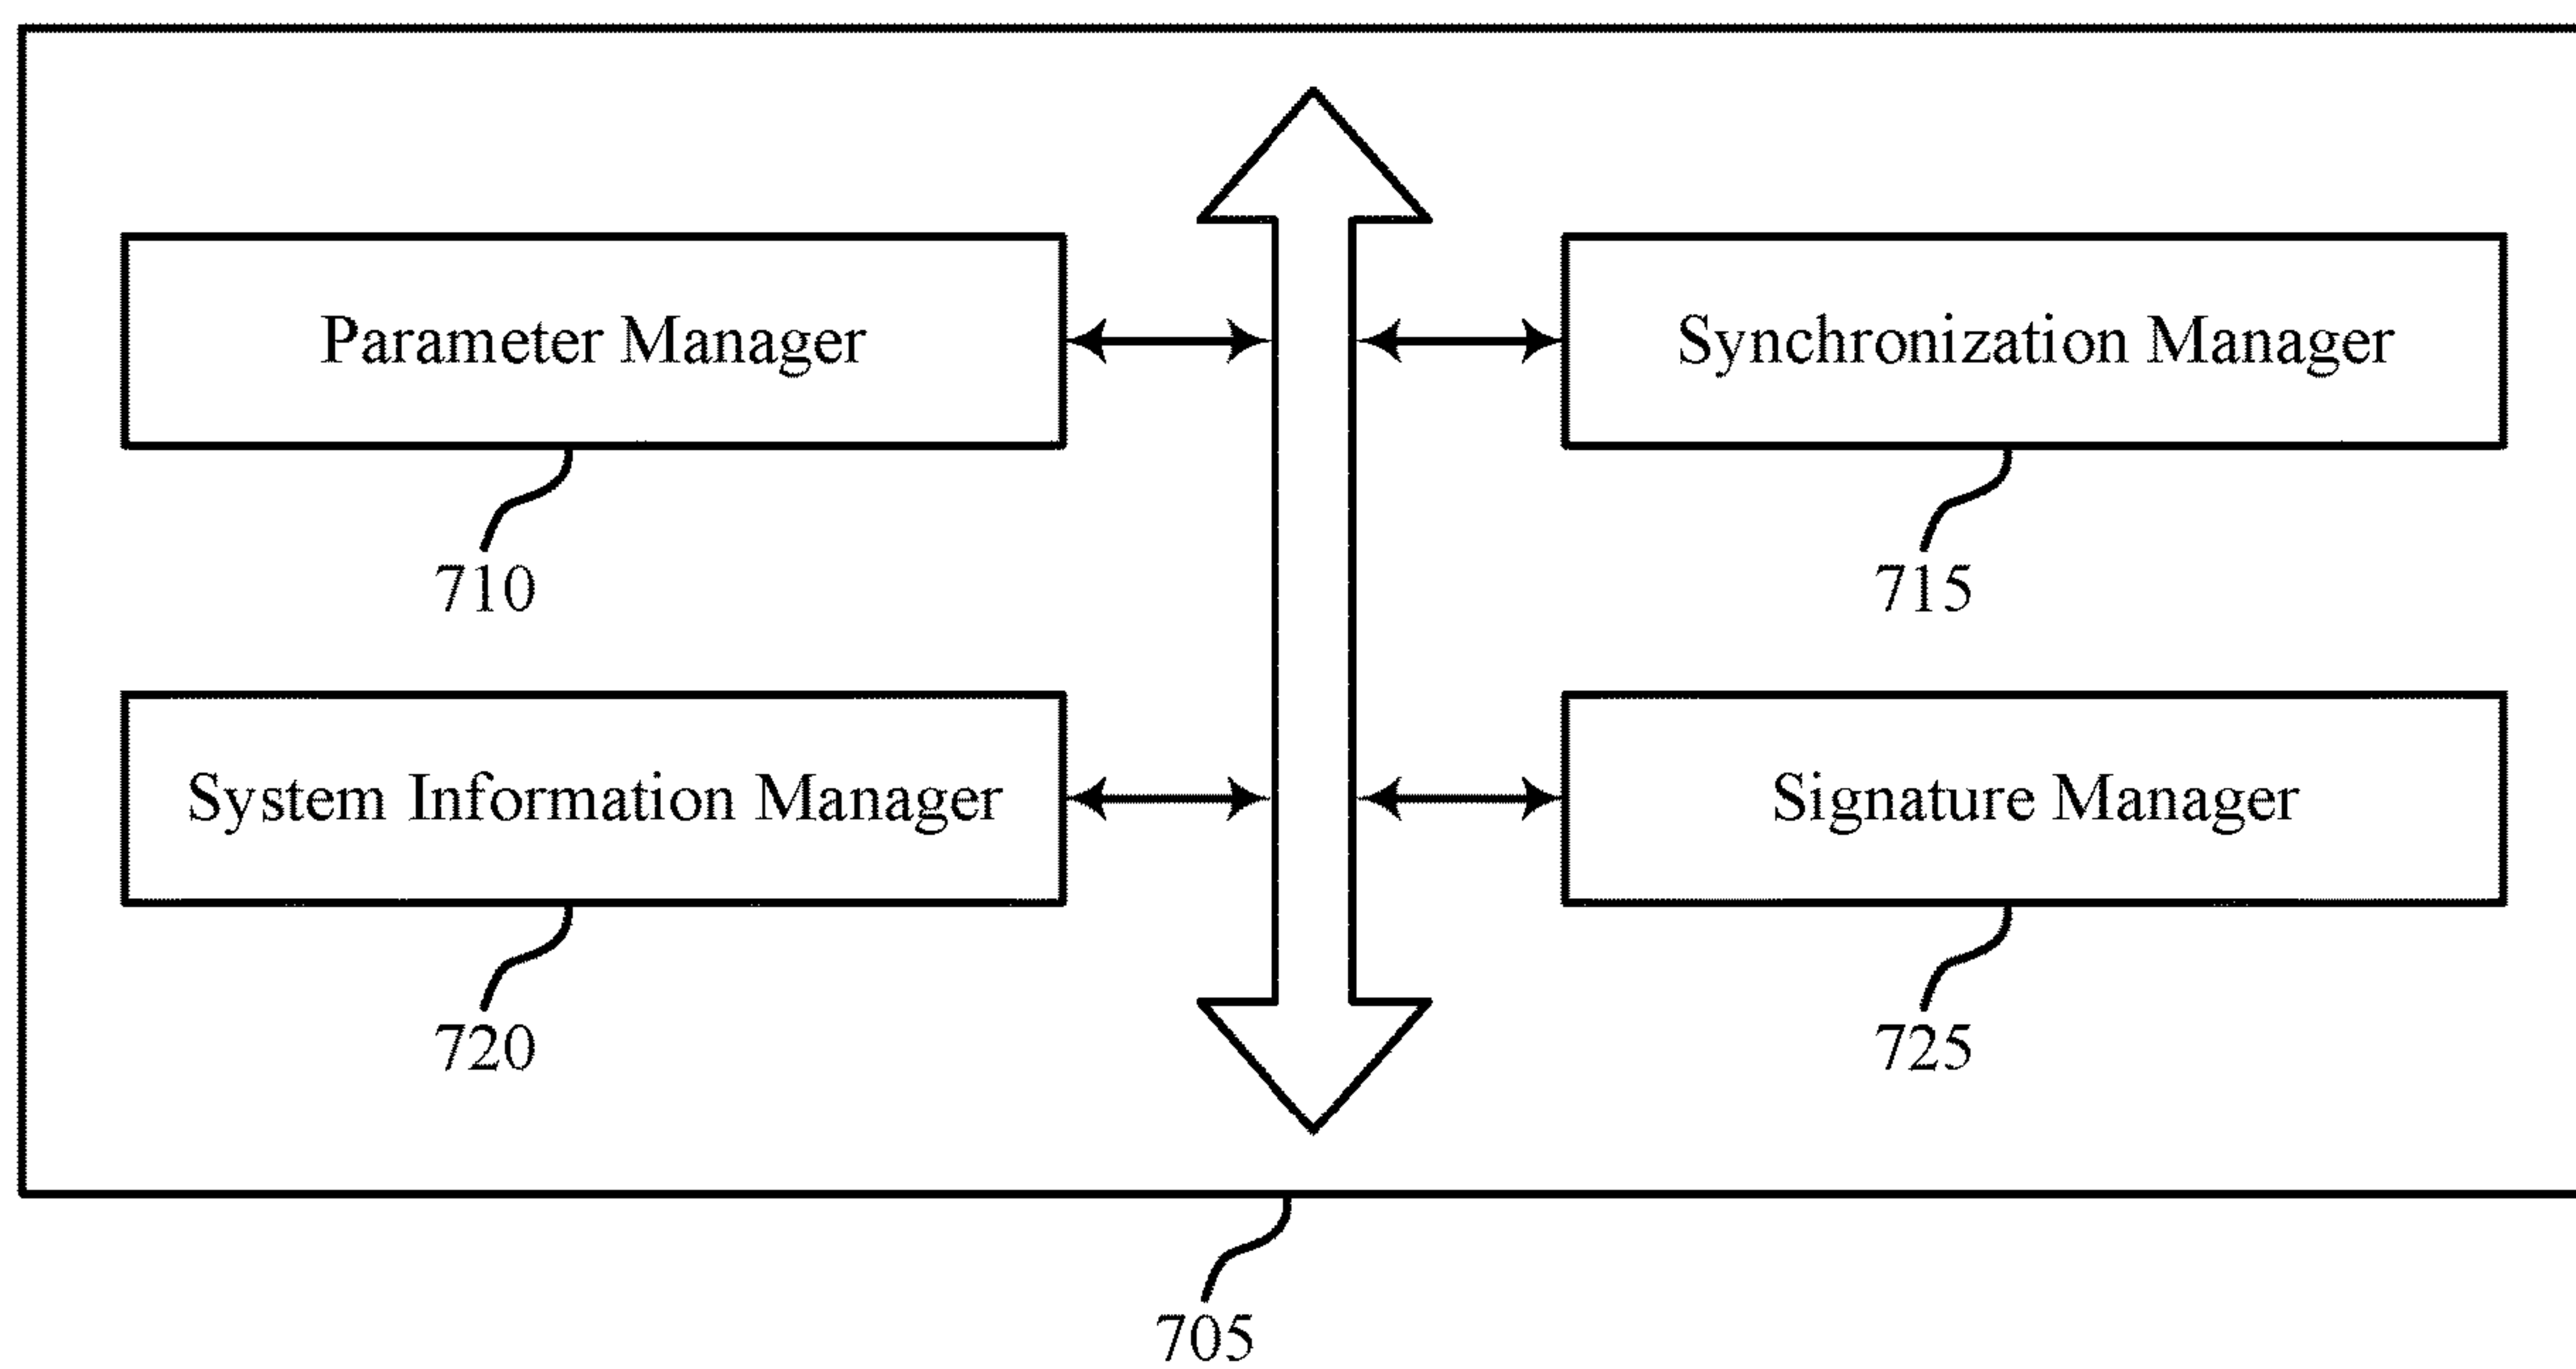 Parameter Manager
Synchronization Manager
710
715
System Information Manager
Signature Manager
720
725
705